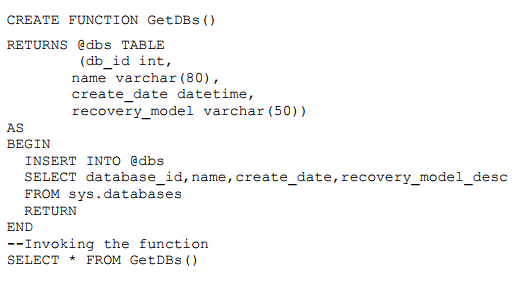 CREATE FUNCTION GetDBs()
RETURNS @dbs TABLE
(db_id int,
name varchar(80),
create_date datetime,
recovery_model varchar(50))
AS
BEGIN
INSERT INTO @dbs
SELECT database_id,name,create_date,recovery_model_desc
FROM sys.databases
RETURN
END
--Invoking the function
SELECT * FROM GetDBs()